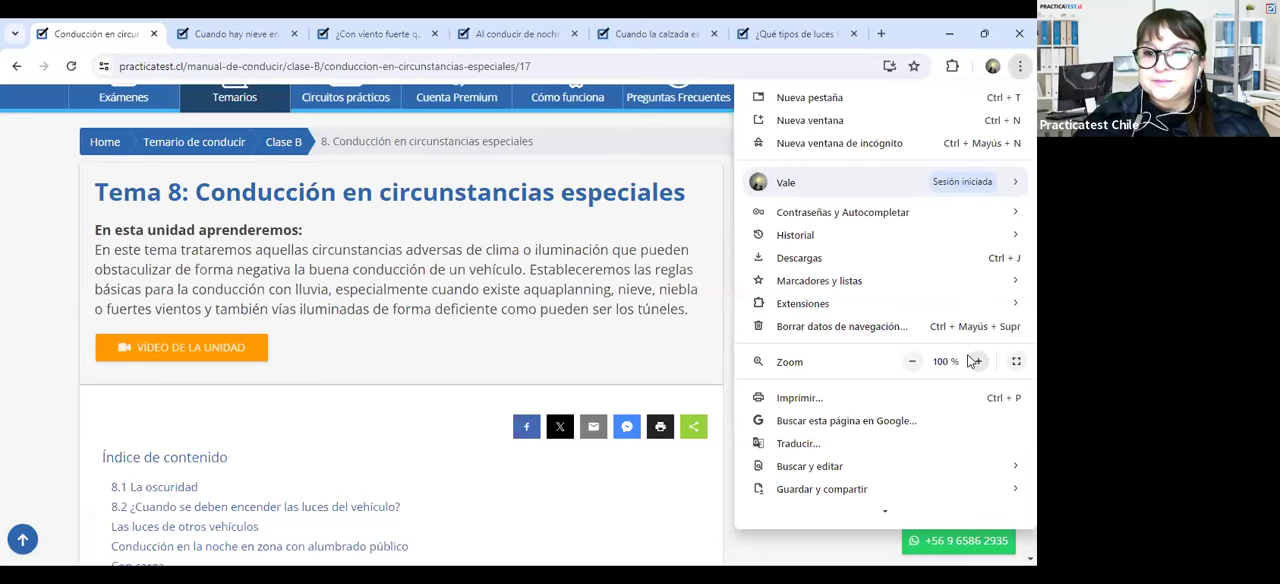 Conducción en circur
Cuando hay nieve en
¿Con viento fuerte q
Al conducir de noche
Cuando la calzada es
¿Qué tipos de luces
practicatest.cl/manual-de-conducir/clase-B/conduccion-en-circunstancias-especiales/17
PRACTICATEST.cl
Practicatest Chile
Exámenes
Temarios
Circuitos prácticos
Cuenta Premium
Cómo funciona
Preguntas Frecuentes
Home
Temario de conducir
Clase B
8. Conducción en circunstancias especiales
Tema 8: Conducción en circunstancias especiales
En esta unidad aprenderemos:
En este tema trataremos aquellas circunstancias adversas de clima o iluminación que pueden
obstaculizar de forma negativa la buena conducción de un vehículo. Estableceremos las reglas
básicas para la conducción con lluvia, especialmente cuando existe aquaplanning, nieve, niebla
o fuertes vientos y también vías iluminadas de forma deficiente como pueden ser los túneles.
VÍDEO DE LA UNIDAD
Índice de contenido
8.1 La oscuridad
8.2 ¿Cuando se deben encender las luces del vehículo?
Las luces de otros vehículos
Conducción en la noche en zona con alumbrado público
Con carga
Nueva pestaña Ctrl + T
Nueva ventana Ctrl + N
Nueva ventana de incógnito Ctrl + Mayús + N
Vale Sesión iniciada
Contraseñas y Autocompletar
Historial
Descargas Ctrl + J
Marcadores y listas
Extensiones
Borrar datos de navegación... Ctrl + Mayús + Supr
Zoom − 100 % +
Imprimir... Ctrl + P
Buscar esta página en Google...
Traducir...
Buscar y editar
Guardar y compartir
+56 9 6586 2935